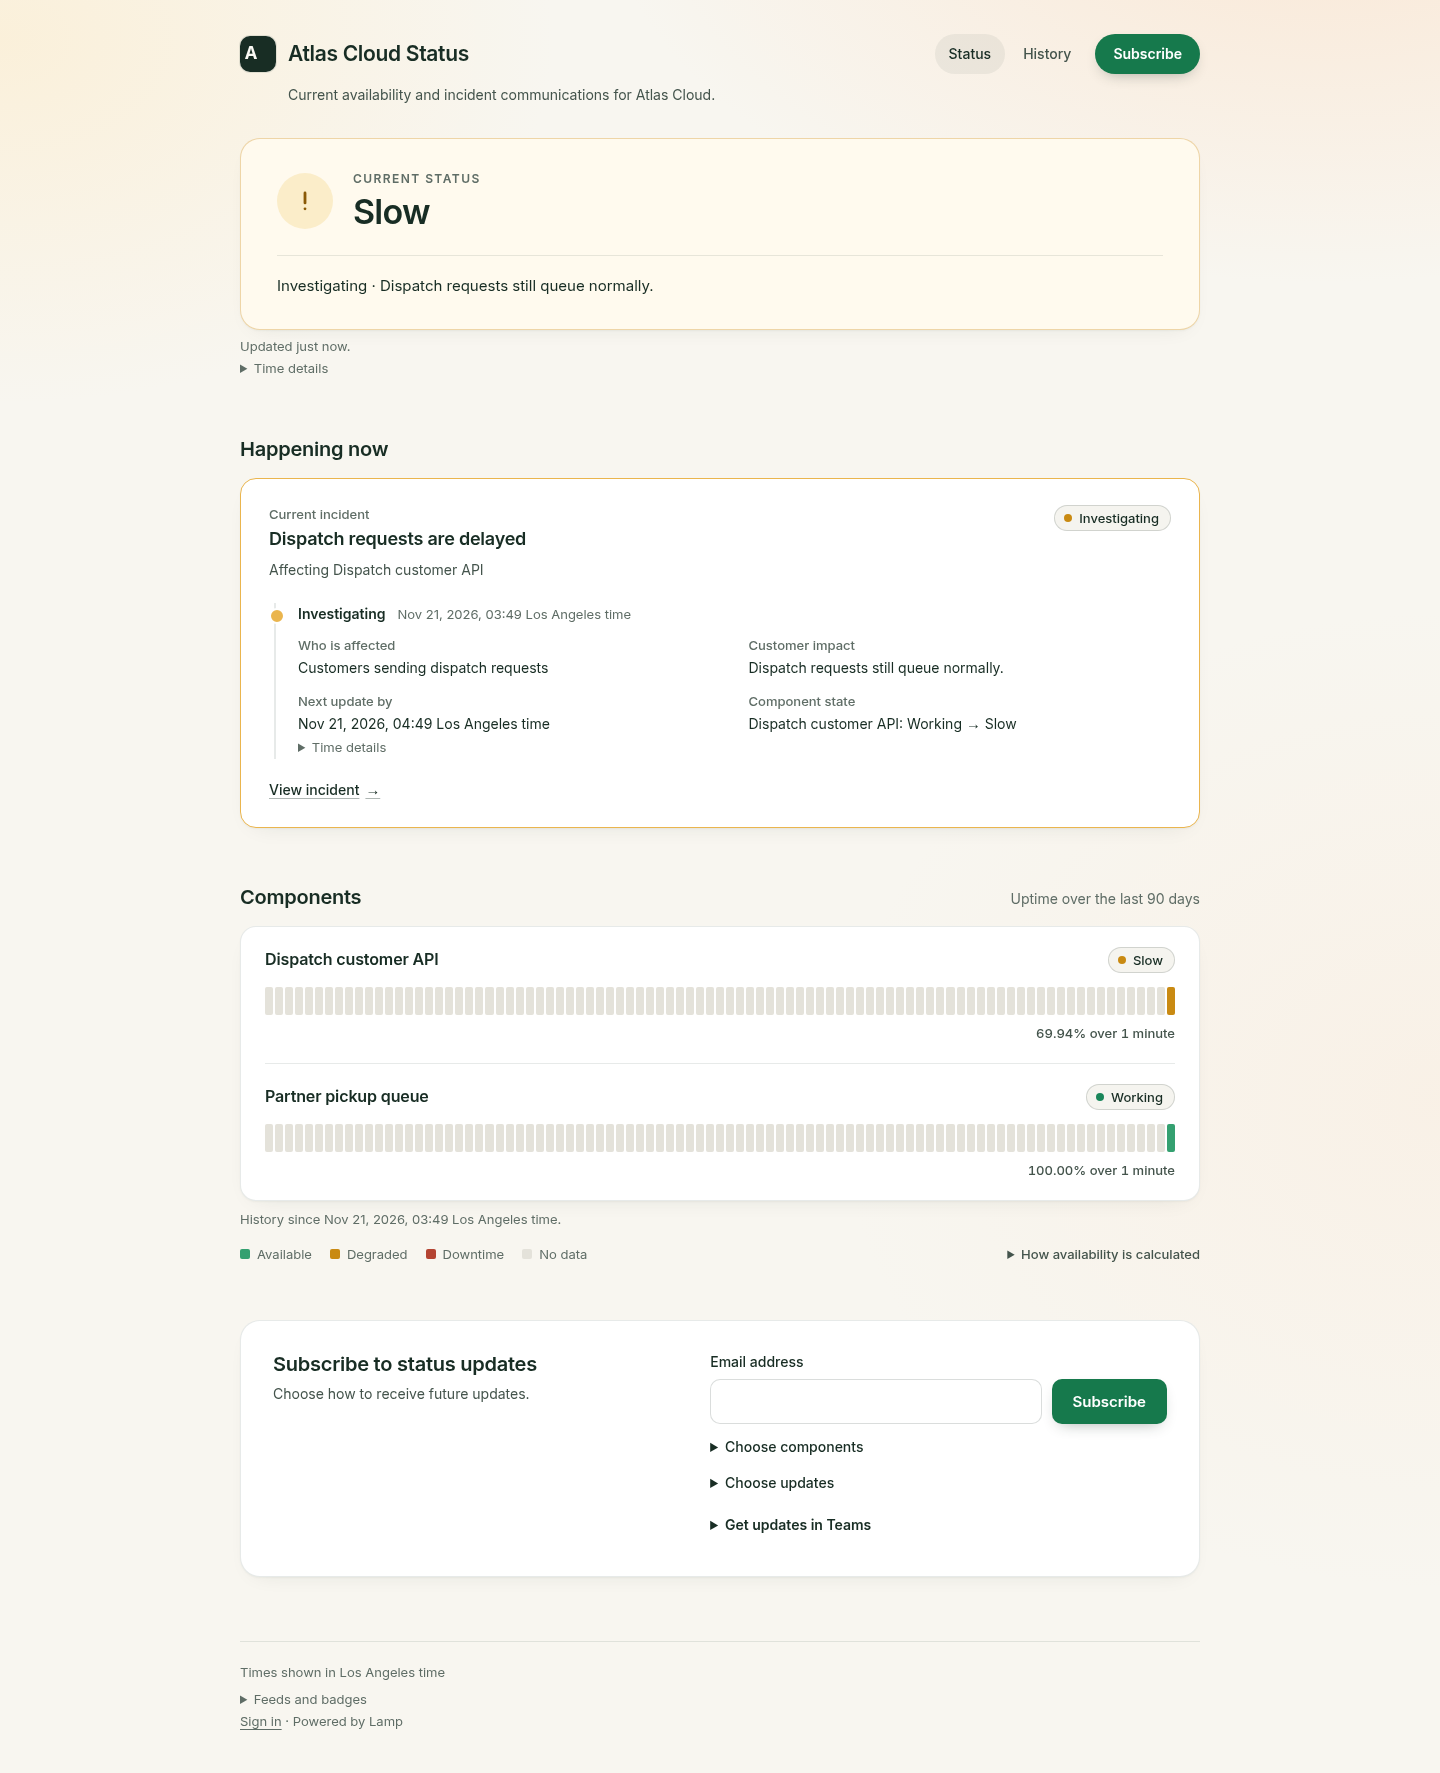 A
Atlas Cloud Status
Status
History
Subscribe
Current availability and incident communications for Atlas Cloud.
!
CURRENT STATUS
Slow
Investigating · Dispatch requests still queue normally.
Updated just now.
Time details
Happening now
Current incident
Investigating
Dispatch requests are delayed
Affecting Dispatch customer API
Investigating Nov 21, 2026, 03:49 Los Angeles time
Who is affected
Customers sending dispatch requests
Customer impact
Dispatch requests still queue normally.
Next update by
Nov 21, 2026, 04:49 Los Angeles time
Time details
Component state
Dispatch customer API: Working → Slow
View incident →
Components
Uptime over the last 90 days
Dispatch customer API
Slow
69.94% over 1 minute
Partner pickup queue
Working
100.00% over 1 minute
History since Nov 21, 2026, 03:49 Los Angeles time.
Available
Degraded
Downtime
No data
How availability is calculated
Subscribe to status updates
Choose how to receive future updates.
Email address
Subscribe
Choose components
Choose updates
Get updates in Teams
Times shown in Los Angeles time
Feeds and badges
Sign in · Powered by Lamp